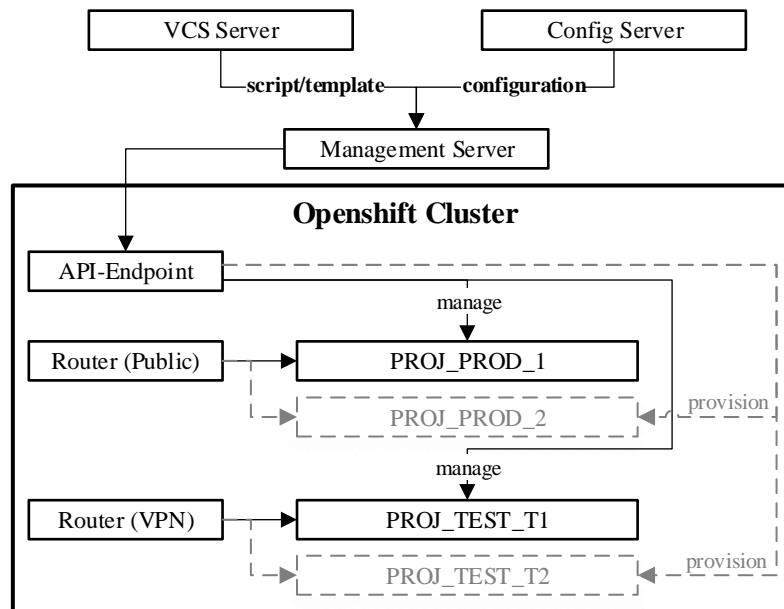 VCS Server
Config Server
script/template
configuration
Management Server
Openshift Cluster
API-Endpoint
manage
Router (Public)
PROJ_PROD_1
PROJ_PROD_2
provision
manage
Router (VPN)
PROJ_TEST_T1
PROJ_TEST_T2
provision